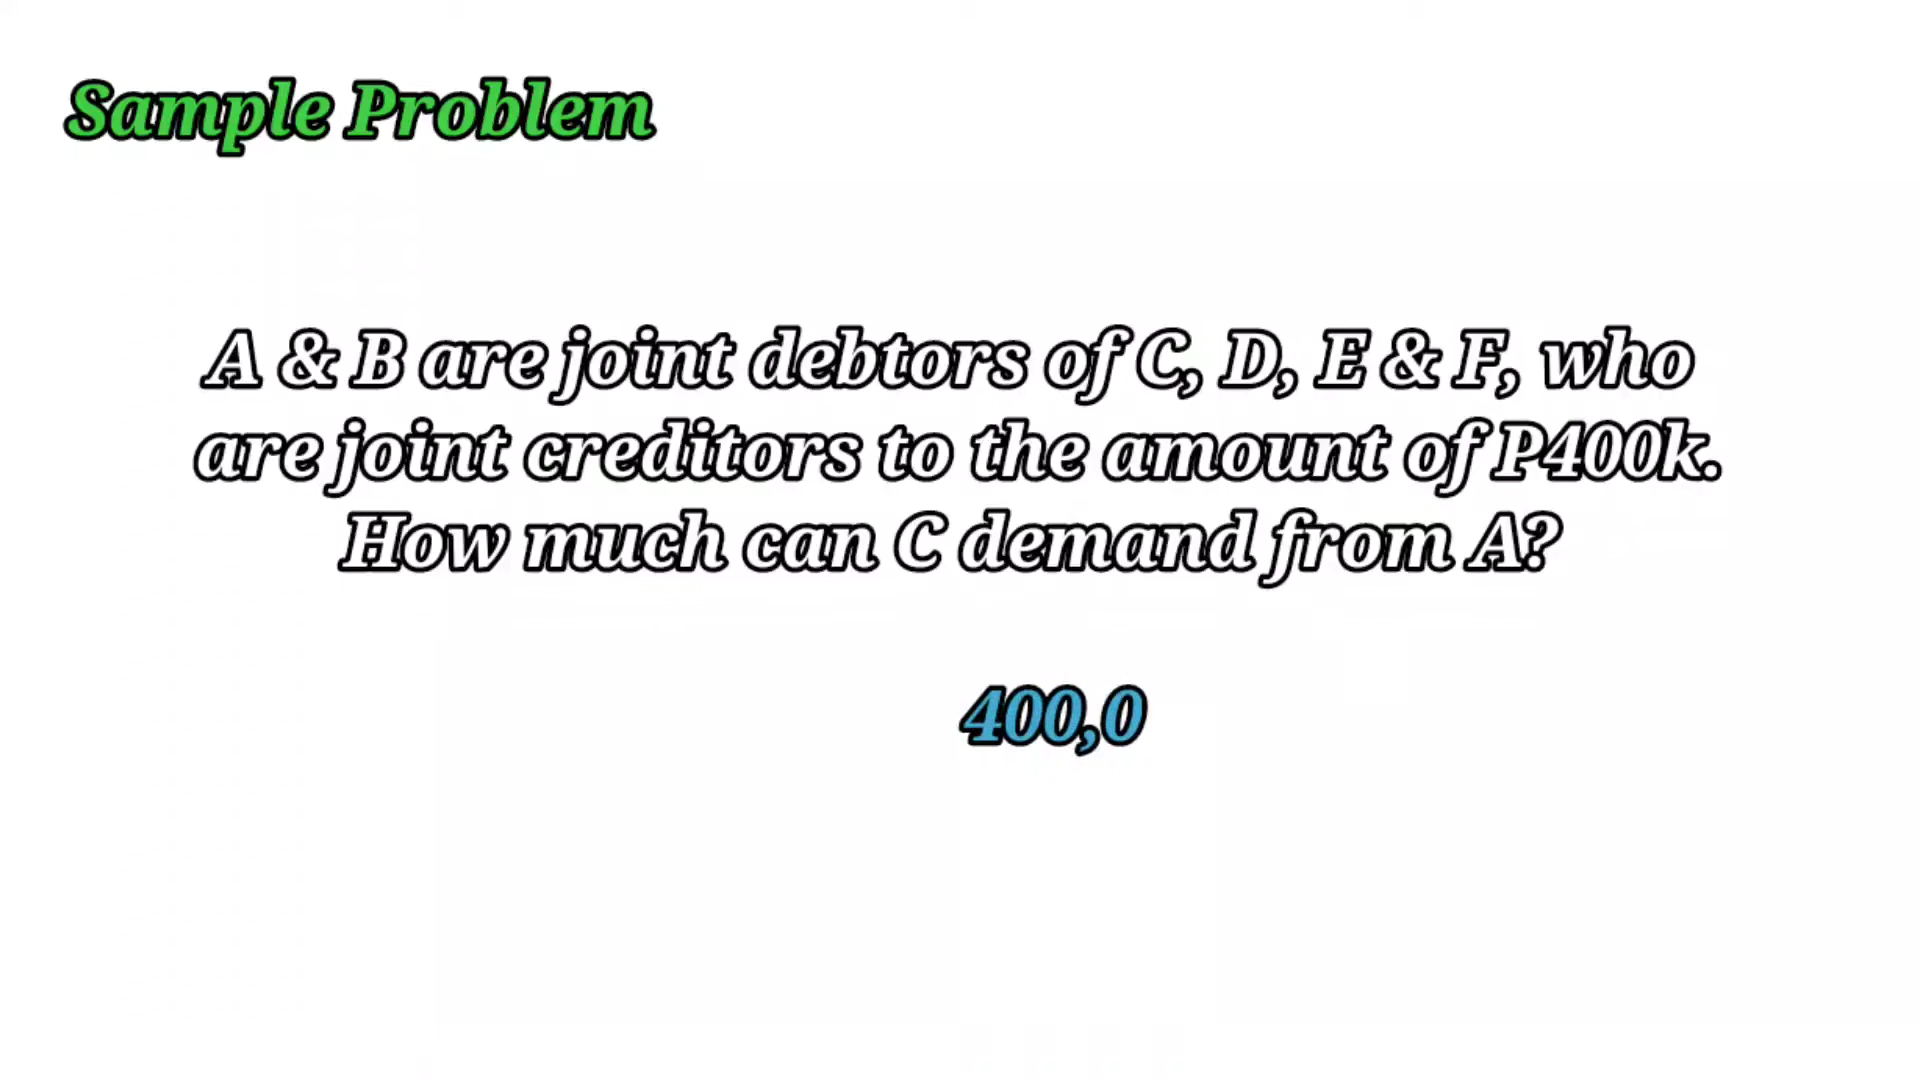 Sample Problem
A & B are joint debtors of C, D, E & F, who
are joint creditors to the amount of P400k.
How much can C demand from A?
400,0